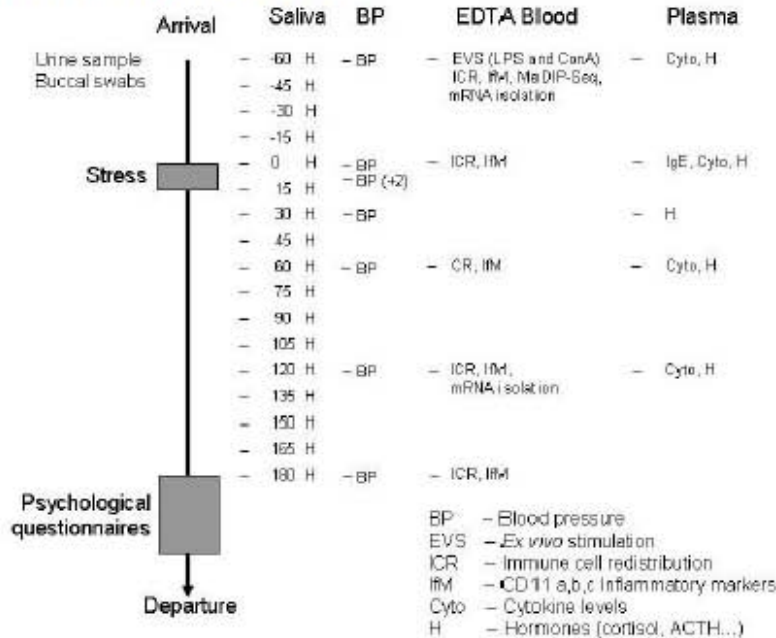 Arrival Saliva BP EDTA Blood Plasma
Urine sample – -60 H – BP – EVS (LPS and ConA) – Cyto, H
Buccal swabs – -45 H ICR, IfM, MeDIP-Seq,
– -30 H mRNA isolation
– -15 H
– 0 H – BP – ICR, IfM – IgE, Cyto, H
Stress – BP (+2)
– 15 H
– 30 H – BP – H
– 45 H
– 60 H – BP – CR, IfM – Cyto, H
– 75 H
– 90 H
– 105 H
– 120 H – BP – ICR, IfM, – Cyto, H
– 135 H mRNA isolation
– 150 H
– 165 H
– 180 H – BP – ICR, IfM
Psychological
questionnaires
Departure
BP – Blood pressure
EVS – Ex vivo stimulation
ICR – Immune cell redistribution
IfM – CD11 a,b,c Inflammatory markers
Cyto – Cytokine levels
H – Hormones (cortisol, ACTH...)